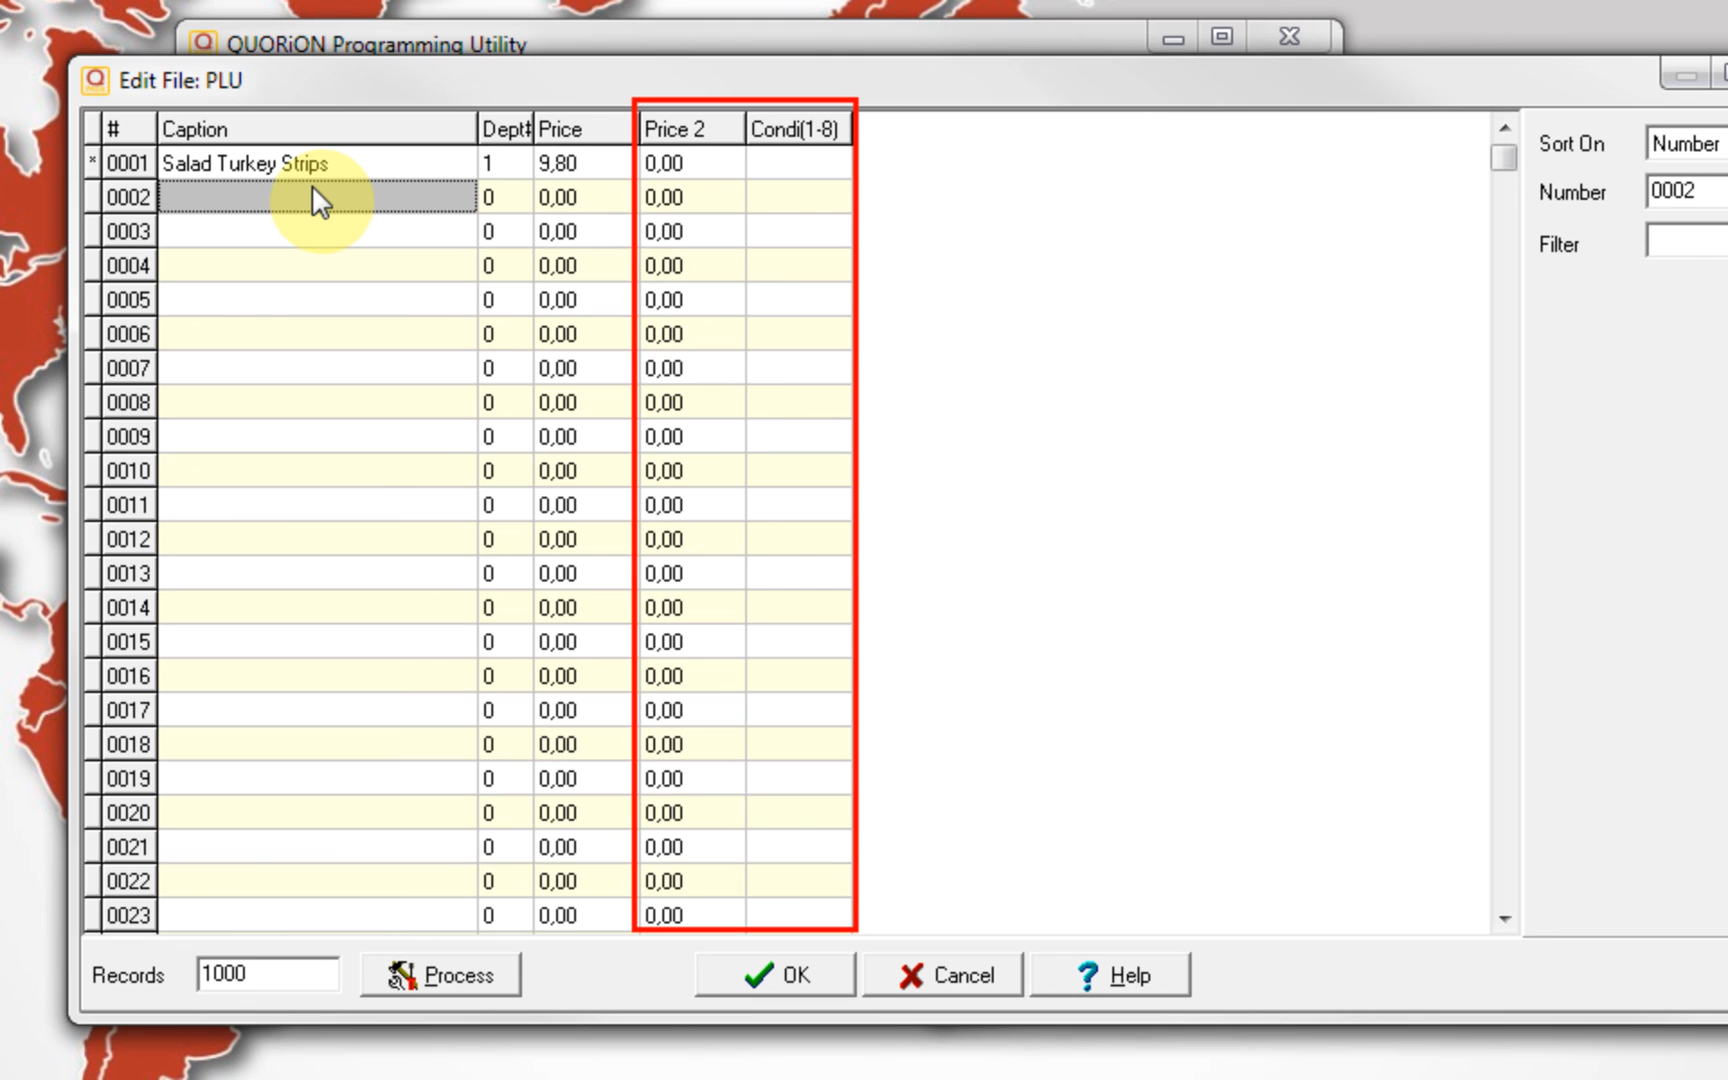 QUORiON Programming Utility
Edit File: PLU
# Caption Dept# Price Price 2 Condi(1-8)
* 0001 Salad Turkey Strips 1 9,80 0,00
0002 0 0,00 0,00
0003 0 0,00 0,00
0004 0 0,00 0,00
0005 0 0,00 0,00
0006 0 0,00 0,00
0007 0 0,00 0,00
0008 0 0,00 0,00
0009 0 0,00 0,00
0010 0 0,00 0,00
0011 0 0,00 0,00
0012 0 0,00 0,00
0013 0 0,00 0,00
0014 0 0,00 0,00
0015 0 0,00 0,00
0016 0 0,00 0,00
0017 0 0,00 0,00
0018 0 0,00 0,00
0019 0 0,00 0,00
0020 0 0,00 0,00
0021 0 0,00 0,00
0022 0 0,00 0,00
0023 0 0,00 0,00
Sort On Number
Number 0002
Filter
Records 1000 Process OK Cancel Help